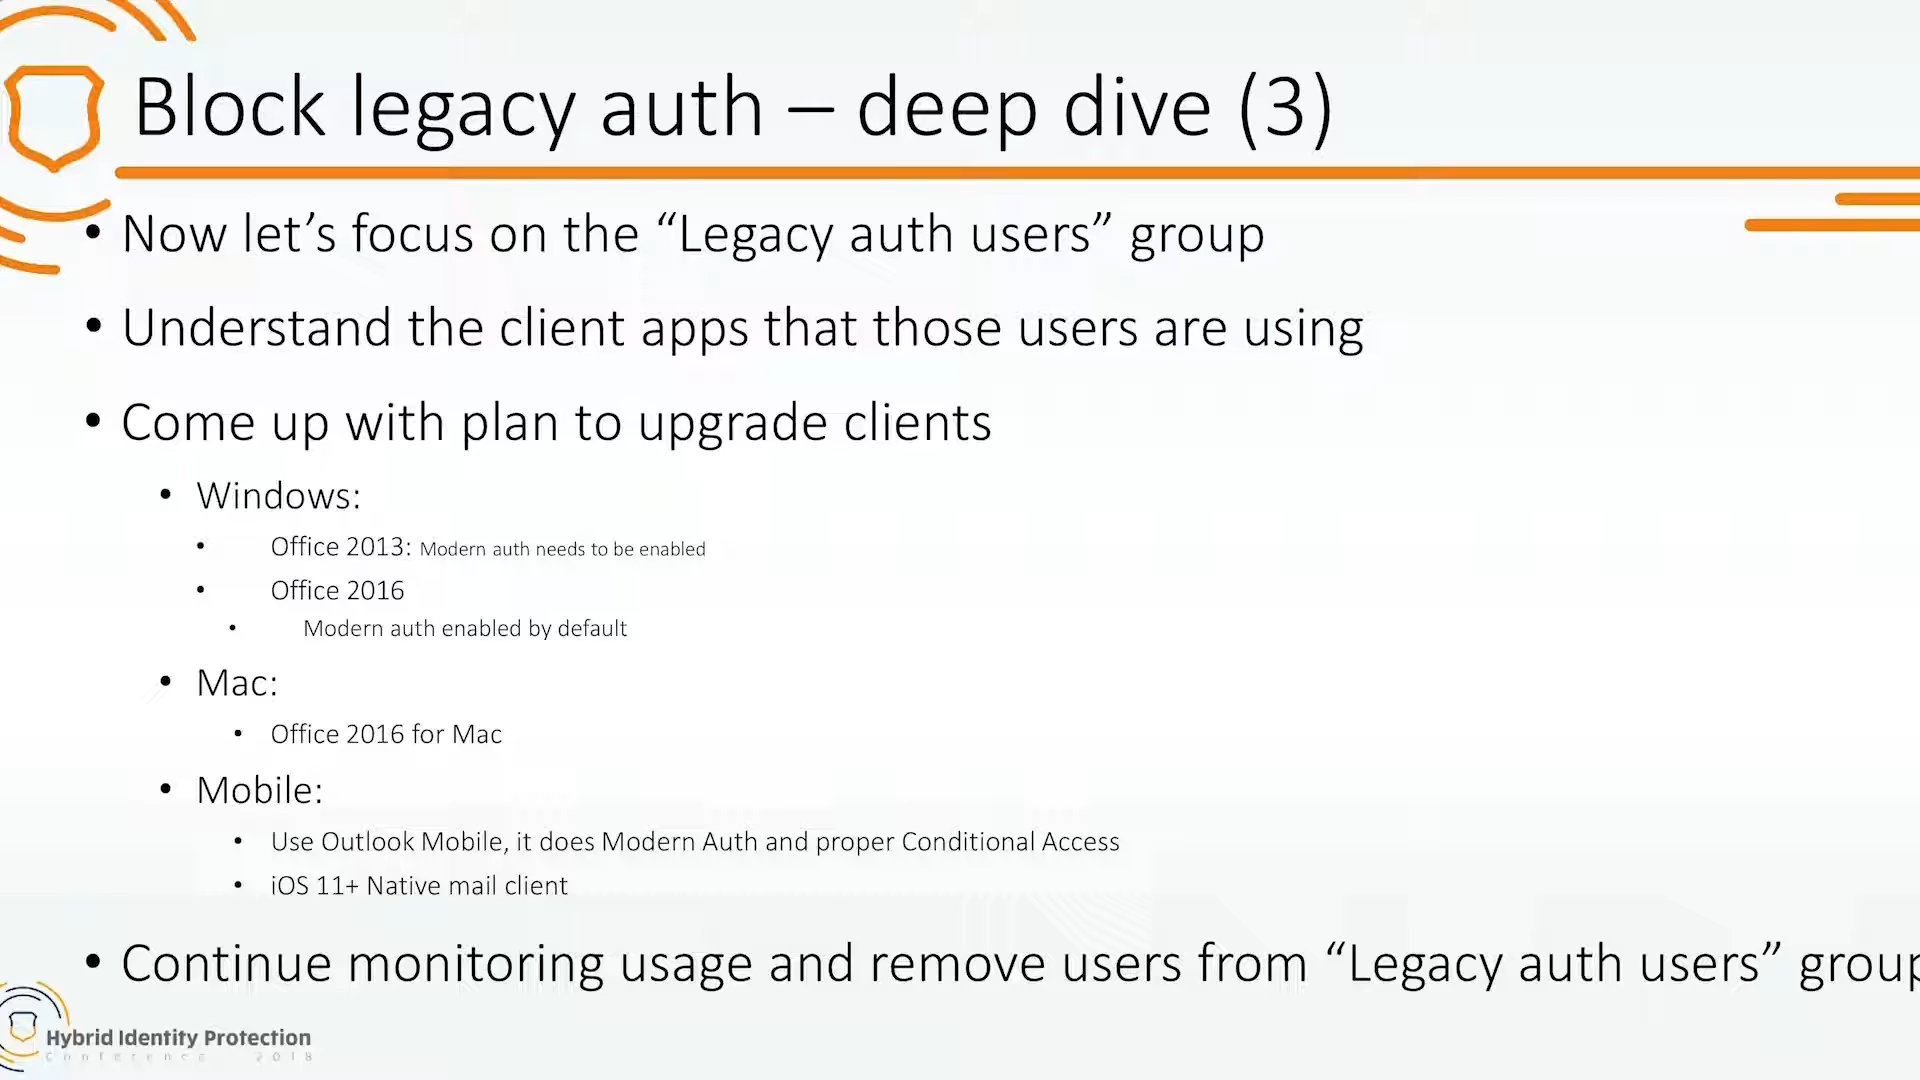 Block legacy auth – deep dive (3)
• Now let’s focus on the “Legacy auth users” group
• Understand the client apps that those users are using
• Come up with plan to upgrade clients
• Windows:
• Office 2013: Modern auth needs to be enabled
• Office 2016
• Modern auth enabled by default
• Mac:
• Office 2016 for Mac
• Mobile:
• Use Outlook Mobile, it does Modern Auth and proper Conditional Access
• iOS 11+ Native mail client
• Continue monitoring usage and remove users from “Legacy auth users” group
Hybrid Identity Protection
Conference 2018